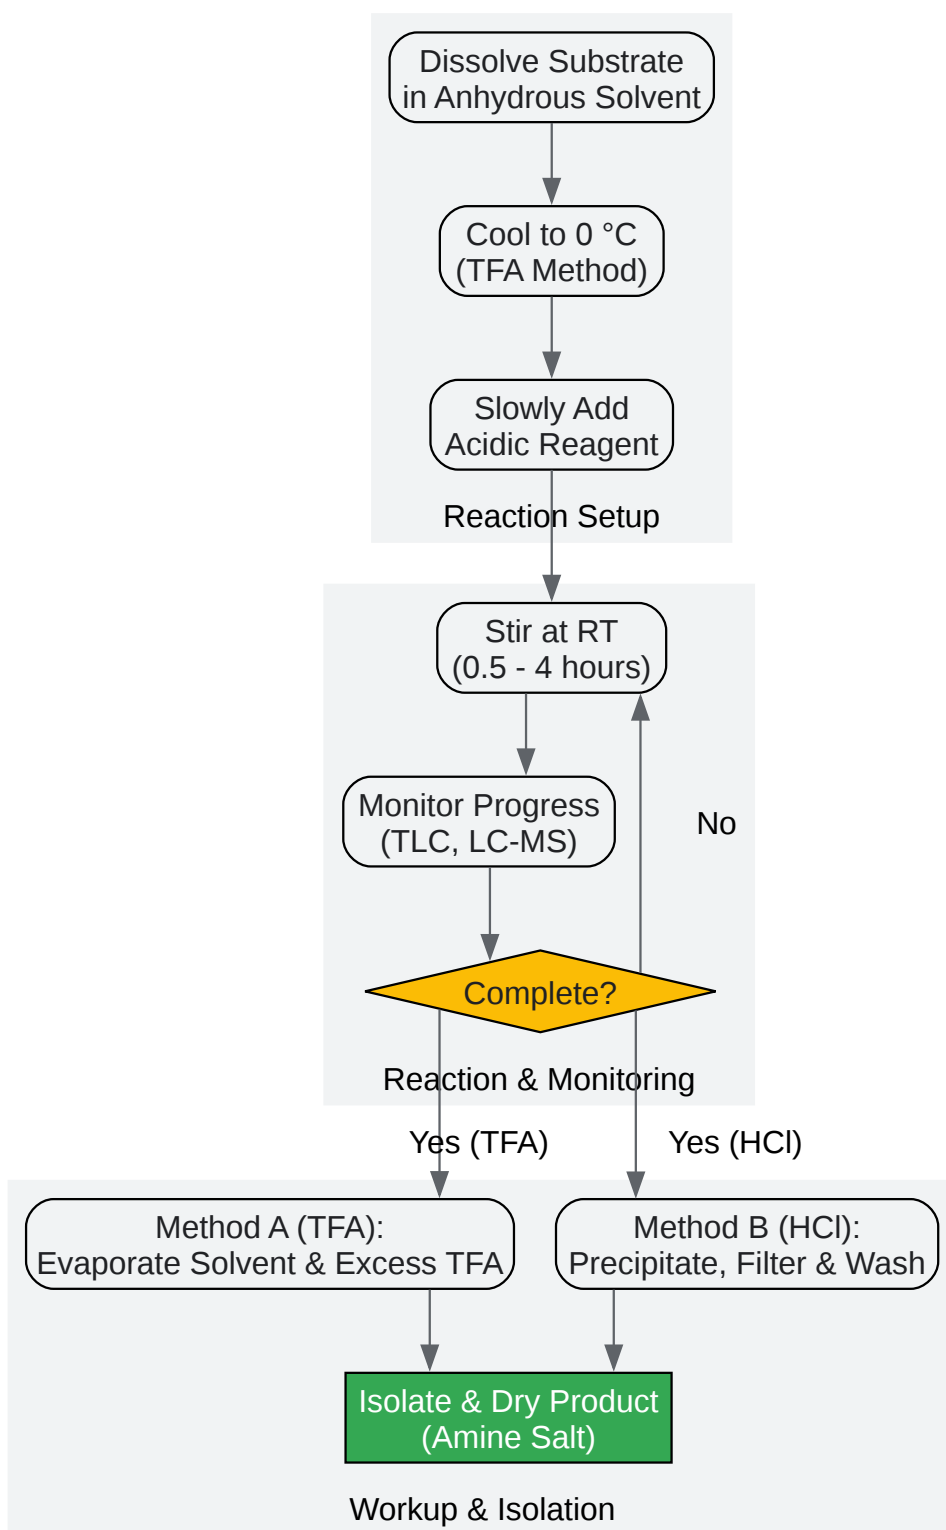 Dissolve Substrate
in Anhydrous Solvent
Cool to 0 °C
(TFA Method)
Slowly Add
Acidic Reagent
Reaction Setup
Stir at RT
(0.5 - 4 hours)
Monitor Progress
(TLC, LC-MS)
No
Complete?
Reaction & Monitoring
Yes (TFA)
Yes (HCl)
Method A (TFA):
Evaporate Solvent & Excess TFA
Method B (HCl):
Precipitate, Filter & Wash
Isolate & Dry Product
(Amine Salt)
Workup & Isolation